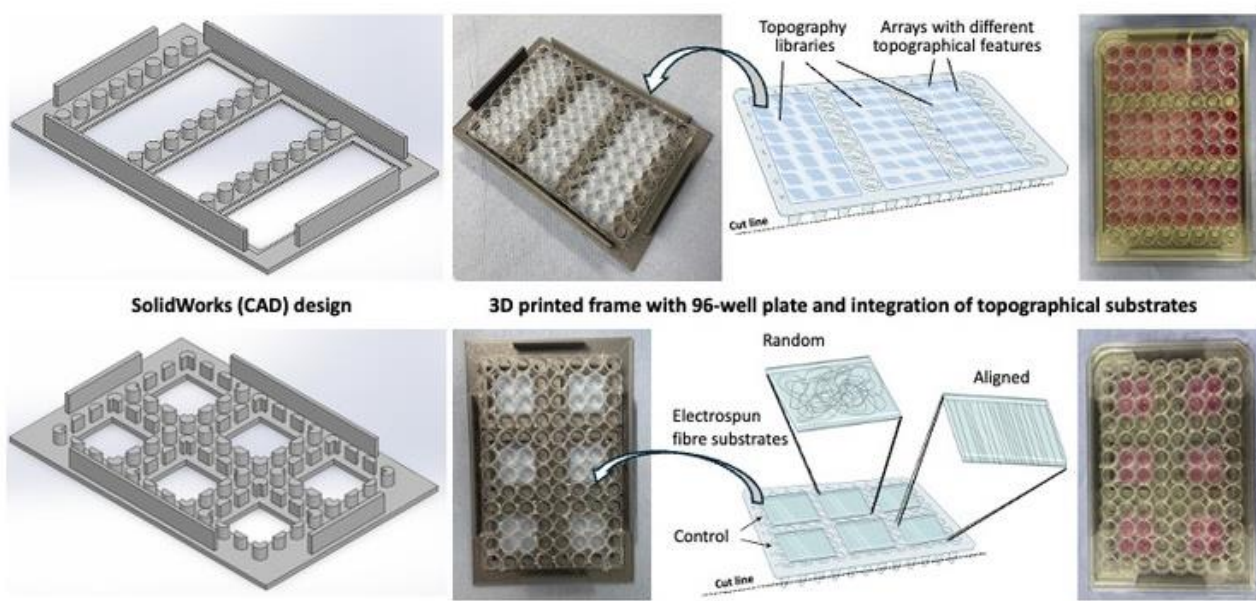 Topography
libraries
Arrays with different
topographical features
Cut line
SolidWorks (CAD) design
3D printed frame with 96-well plate and integration of topographical substrates
Random
Aligned
Electrospun
fibre substrates
Control
Cut line